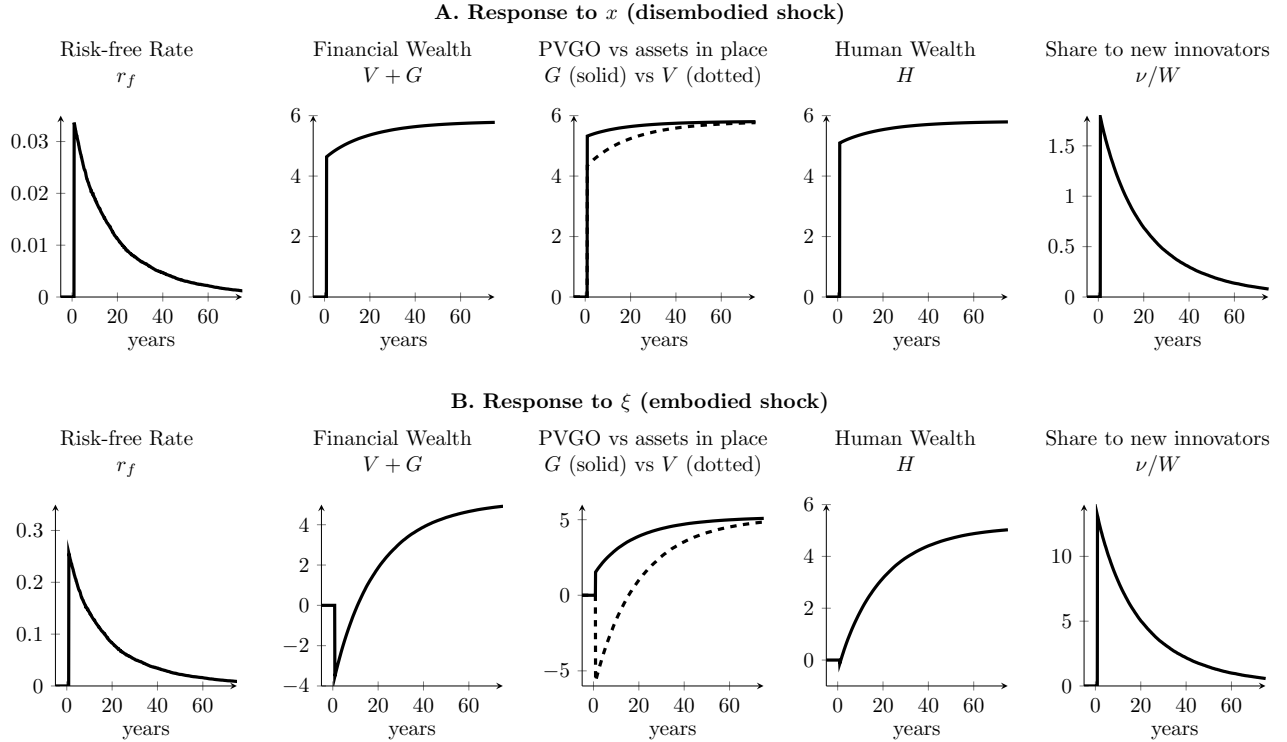 A. Response to x (disembodied shock)
Risk-free Rate
r_f
Financial Wealth
V + G
PVGO vs assets in place
G (solid) vs V (dotted)
Human Wealth
H
Share to new innovators
ν/W
0.03
0.02
0.01
0
0 20 40 60
years
6
4
2
0
0 20 40 60
years
6
4
2
0
0 20 40 60
years
6
4
2
0
0 20 40 60
years
1.5
1
0.5
0
0 20 40 60
years
B. Response to ξ (embodied shock)
Risk-free Rate
r_f
Financial Wealth
V + G
PVGO vs assets in place
G (solid) vs V (dotted)
Human Wealth
H
Share to new innovators
ν/W
0.3
0.2
0.1
0
0 20 40 60
years
4
2
0
−2
−4
0 20 40 60
years
5
0
−5
0 20 40 60
years
6
4
2
0
0 20 40 60
years
10
5
0
0 20 40 60
years